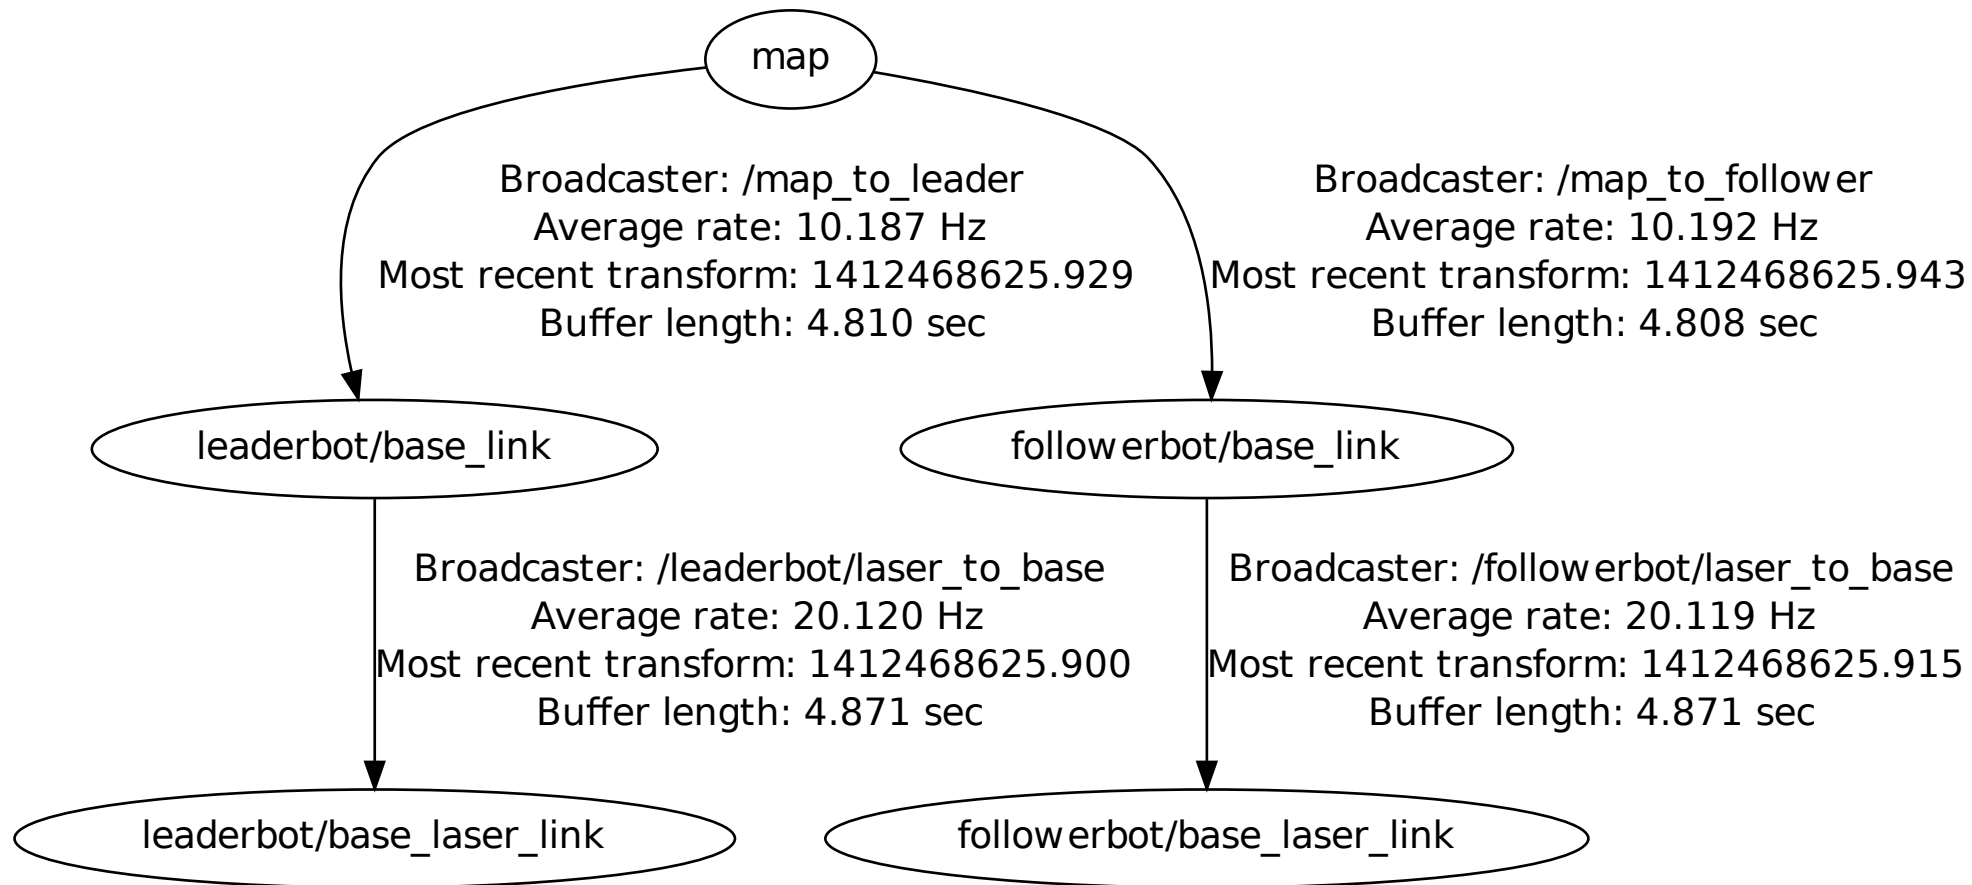 map
Broadcaster: /map_to_leader
Average rate: 10.187 Hz
Most recent transform: 1412468625.929
Buffer length: 4.810 sec
Broadcaster: /map_to_follower
Average rate: 10.192 Hz
Most recent transform: 1412468625.943
Buffer length: 4.808 sec
leaderbot/base_link
followerbot/base_link
Broadcaster: /leaderbot/laser_to_base
Average rate: 20.120 Hz
Most recent transform: 1412468625.900
Buffer length: 4.871 sec
Broadcaster: /followerbot/laser_to_base
Average rate: 20.119 Hz
Most recent transform: 1412468625.915
Buffer length: 4.871 sec
leaderbot/base_laser_link
followerbot/base_laser_link